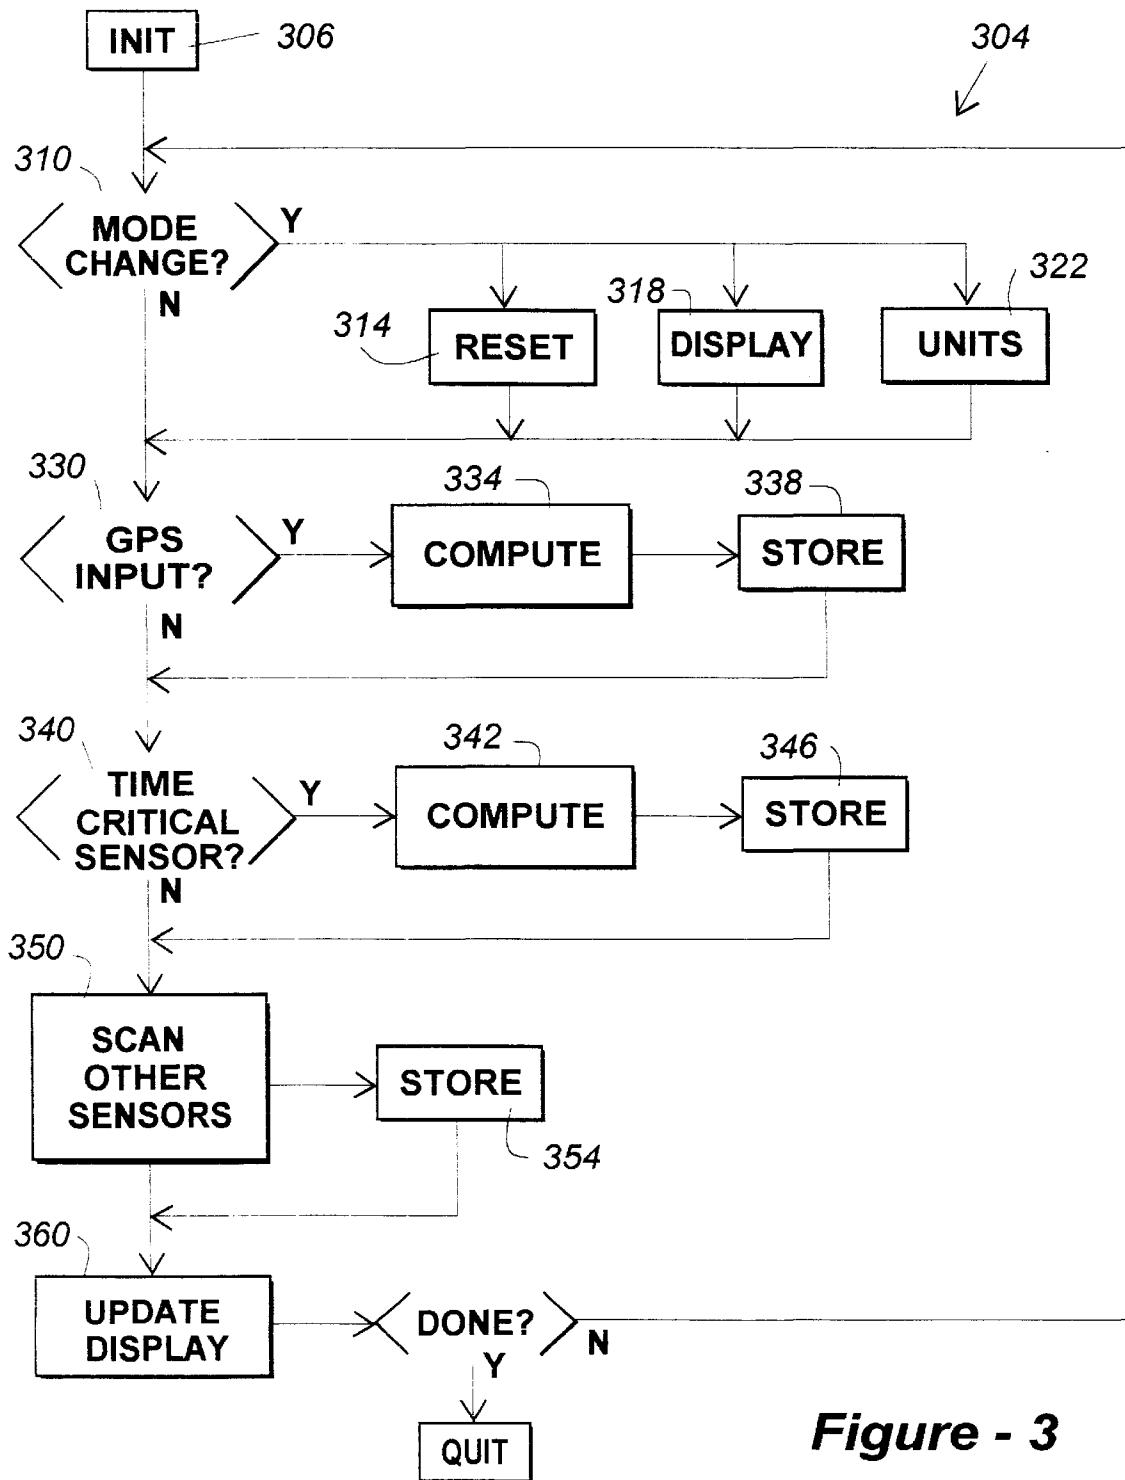 INIT
306
304
310
MODE
CHANGE?
Y
N
314
RESET
318
DISPLAY
322
UNITS
330
GPS
INPUT?
Y
N
334
COMPUTE
338
STORE
340
TIME
CRITICAL
SENSOR?
Y
N
342
COMPUTE
346
STORE
350
SCAN
OTHER
SENSORS
STORE
354
360
UPDATE
DISPLAY
DONE?
N
Y
QUIT
Figure - 3